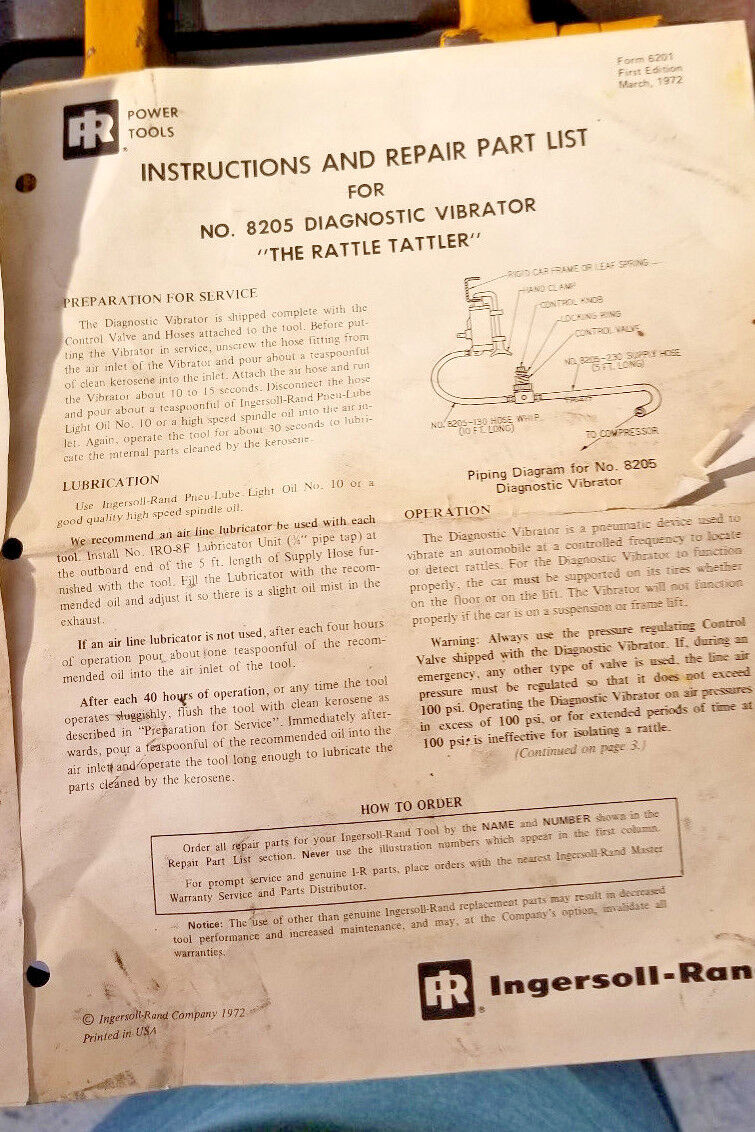 Form 6201
First Edition
March, 1972
IR
POWER
TOOLS
INSTRUCTIONS AND REPAIR PART LIST
FOR
NO. 8205 DIAGNOSTIC VIBRATOR
"THE RATTLE TATTLER"
PREPARATION FOR SERVICE
The Diagnostic Vibrator is shipped complete with the
Control Valve and Hoses attached to the tool. Before put-
ting the Vibrator in service, unscrew the hose fitting from
the air inlet of the Vibrator and pour about a teaspoonful
of clean kerosene into the inlet. Attach the air hose and run
the Vibrator about 10 to 15 seconds. Disconnect the hose
and pour about a teaspoonful of Ingersoll-Rand Pneu-Lube
Light Oil No. 10 or a high speed spindle oil into the air in-
let. Again, operate the tool for about 30 seconds to lubri-
cate the internal parts cleaned by the kerosene.
LUBRICATION
Use Ingersoll-Rand Pneu-Lube Light Oil No. 10 or a
good quality high speed spindle oil.
We recommend an air line lubricator be used with each
tool. Install No. IRO-8F Lubricator Unit (¼" pipe tap) at
the outboard end of the 5 ft. length of Supply Hose fur-
nished with the tool. Fill the Lubricator with the recom-
mended oil and adjust it so there is a slight oil mist in the
exhaust.
If an air line lubricator is not used, after each four hours
of operation pour about one teaspoonful of the recom-
mended oil into the air inlet of the tool.
After each 40 hours of operation, or any time the tool
operates sluggishly, flush the tool with clean kerosene as
described in "Preparation for Service". Immediately after-
wards, pour a teaspoonful of the recommended oil into the
air inlet and operate the tool long enough to lubricate the
parts cleaned by the kerosene.
RIGID CAR FRAME OR LEAF SPRING
HAND CLAMP
CONTROL KNOB
LOCKING RING
CONTROL VALVE
NO. 8205-230 SUPPLY HOSE
(5 FT. LONG)
NO. 8205-130 HOSE WHIP
(10 FT. LONG)
TO COMPRESSOR
Piping Diagram for No. 8205
Diagnostic Vibrator
OPERATION
The Diagnostic Vibrator is a pneumatic device used to
vibrate an automobile at a controlled frequency to locate
or detect rattles. For the Diagnostic Vibrator to function
properly, the car must be supported on its tires whether
on the floor or on the lift. The Vibrator will not function
properly if the car is on a suspension or frame lift.
Warning: Always use the pressure regulating Control
Valve shipped with the Diagnostic Vibrator. If, during an
emergency, any other type of valve is used, the line air
pressure must be regulated so that it does not exceed
100 psi. Operating the Diagnostic Vibrator on air pressures
in excess of 100 psi, or for extended periods of time at
100 psi, is ineffective for isolating a rattle.
(Continued on page 3.)
HOW TO ORDER
Order all repair parts for your Ingersoll-Rand Tool by the NAME and NUMBER shown in the
Repair Part List section. Never use the illustration numbers which appear in the first column.
For prompt service and genuine I-R parts, place orders with the nearest Ingersoll-Rand Master
Warranty Service and Parts Distributor.
Notice: The use of other than genuine Ingersoll-Rand replacement parts may result in decreased
tool performance and increased maintenance, and may, at the Company's option, invalidate all
warranties.
IR
Ingersoll-Ran
© Ingersoll-Rand Company 1972
Printed in USA